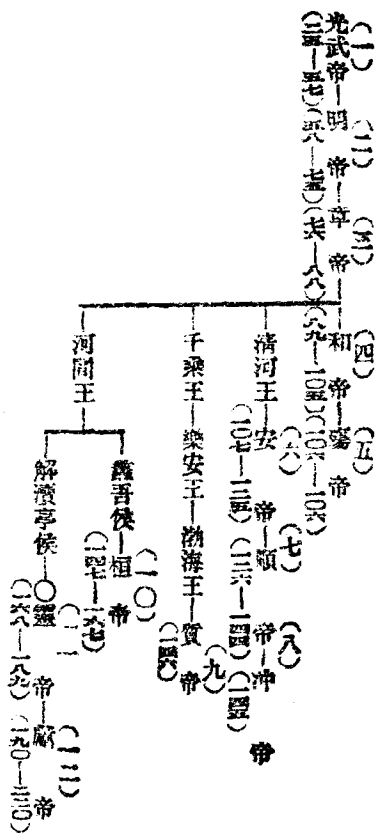 (一)　(二)　(三)　(四)　(五)
光武帝—明帝—章帝—和帝—殤帝
(二五—五七)(五八—七五)(七六—八八)(八九—一〇五)(一〇六—一〇六)
(六)　(七)　(八)
清河王—安帝—順帝—冲帝
(一〇七—一二五)(一二六—一四四)(一四五)
(九)
千乘王—樂安王—渤海王—質帝
(一四六)
河間王
(一〇)
蠡吾侯—桓帝
(一四七—一六七)
(一一)　(一二)
解瀆亭侯—〇靈帝—獻帝
(一六八—一八九)(一九〇—二二〇)